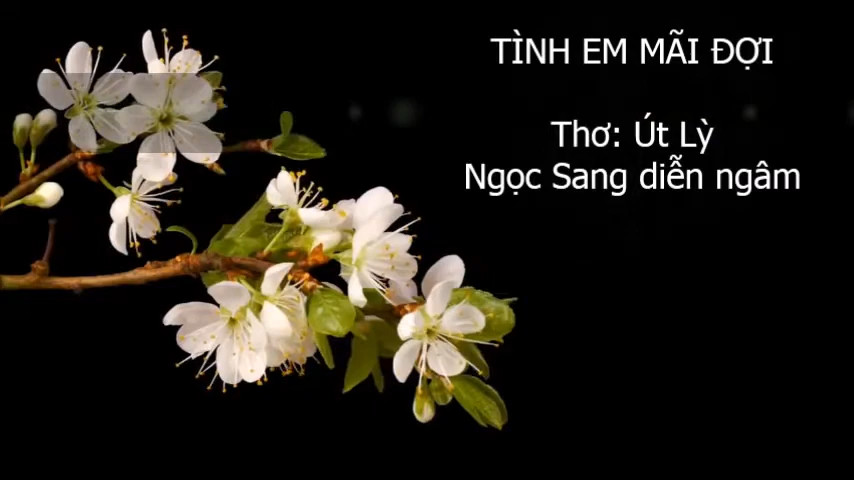 TÌNH EM MÃI ĐỢI
Thơ: Út Lỳ
Ngọc Sang diễn ngâm